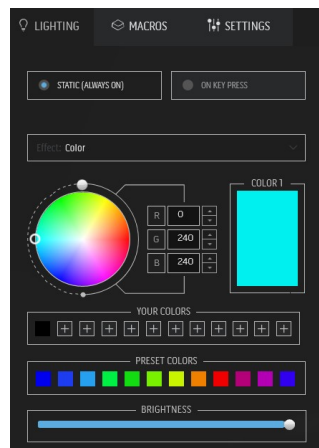 LIGHTING MACROS SETTINGS
STATIC (ALWAYS ON) ON KEY PRESS
Effect: Color
COLOR 1
R 0
G 240
B 240
YOUR COLORS
PRESET COLORS
BRIGHTNESS